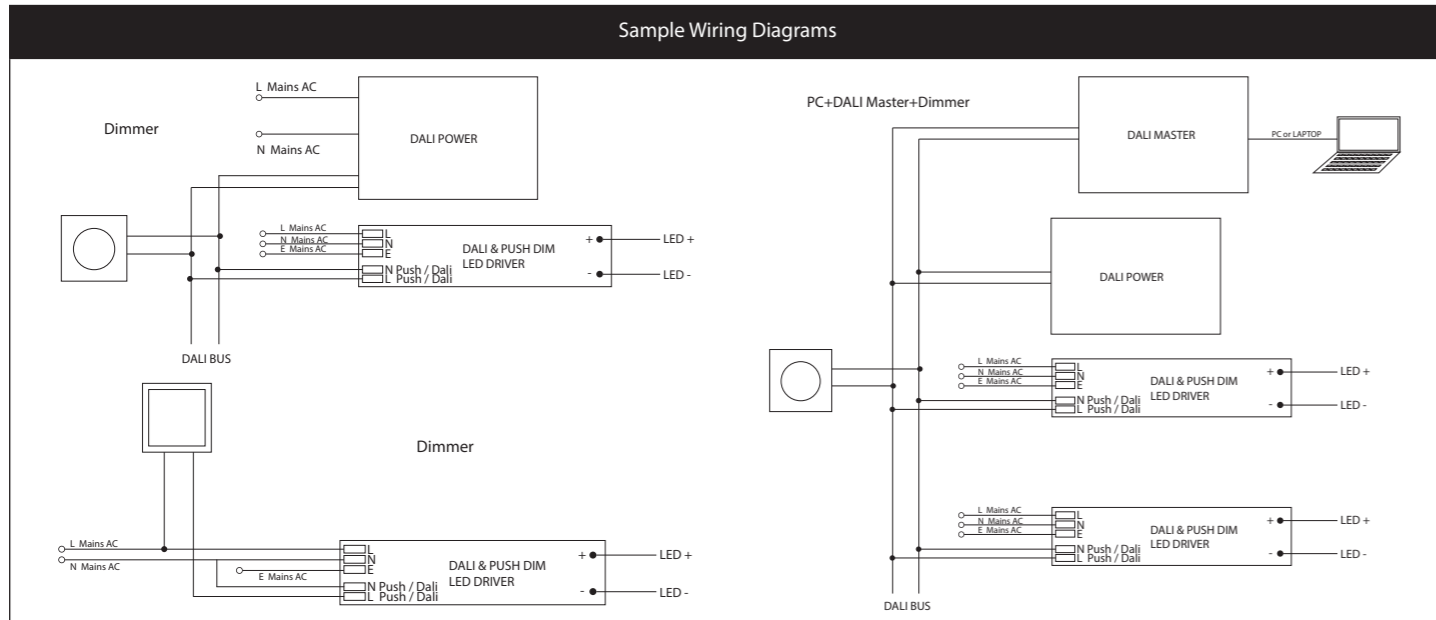 Sample Wiring Diagrams
L Mains AC
Dimmer
N Mains AC
DALI POWER
L Mains AC
N Mains AC
E Mains AC
L
N
E
N Push / Dali
L Push / Dali
DALI & PUSH DIM
LED DRIVER
+
LED +
-
LED -
DALI BUS
Dimmer
L Mains AC
N Mains AC
E Mains AC
L
N
E
N Push / Dali
L Push / Dali
DALI & PUSH DIM
LED DRIVER
+
LED +
-
LED -
PC+DALI Master+Dimmer
DALI MASTER
PC or LAPTOP
DALI POWER
L Mains AC
N Mains AC
E Mains AC
L
N
E
N Push / Dali
L Push / Dali
DALI & PUSH DIM
LED DRIVER
+
LED +
-
LED -
L Mains AC
N Mains AC
E Mains AC
L
N
E
N Push / Dali
L Push / Dali
DALI & PUSH DIM
LED DRIVER
+
LED +
-
LED -
DALI BUS